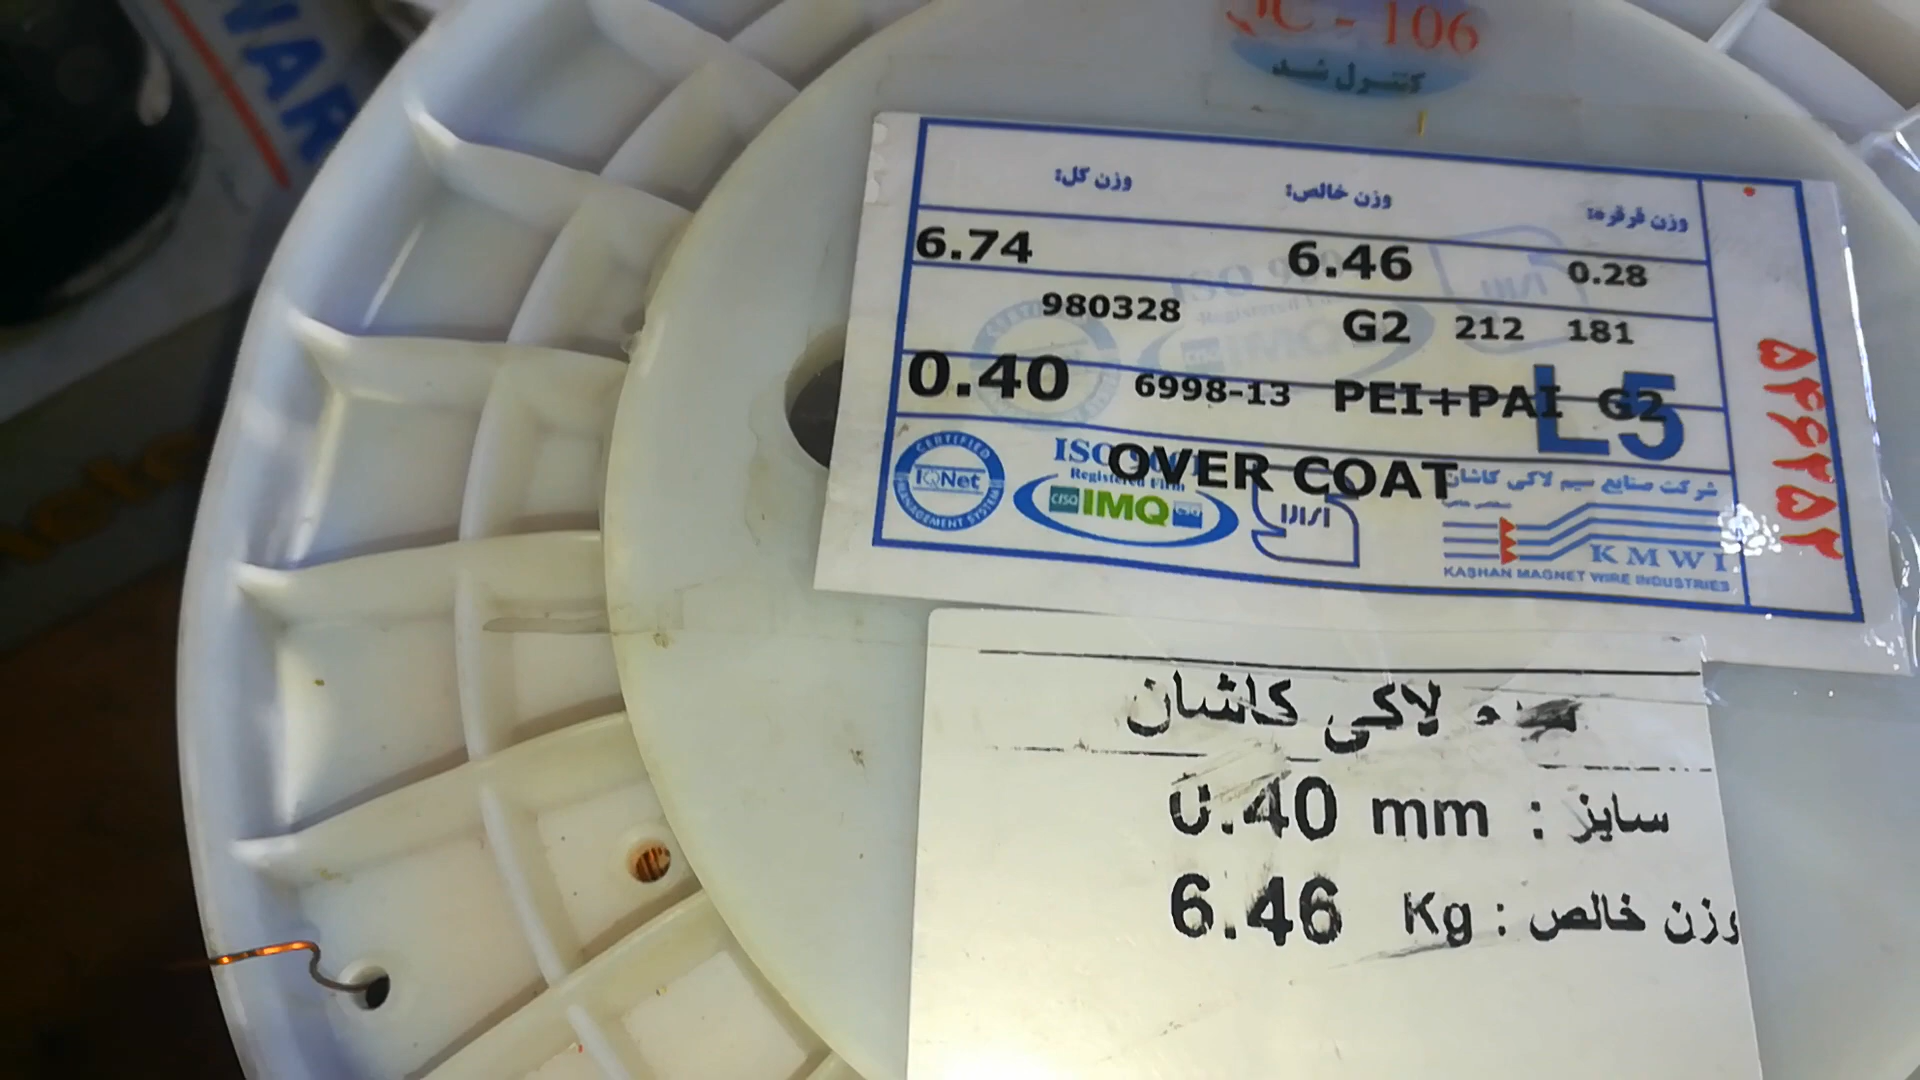 QC - 106
کنترل شد
وزن کل: وزن خالص: وزن قرقره:
6.74 6.46 0.28
980328 G2 212 181
0.40 6998-13 PEI+PAI G2
L5
OVER COAT
CERTIFIED
IQNet
MANAGEMENT SYSTEM
Registered Firm
CISQ IMQ
شرکت صنایع سیم لاکی کاشان
KMWI
KASHAN MAGNET WIRE INDUSTRIES
لاکی کاشان
سایز : 0.40 mm
وزن خالص : 6.46 Kg